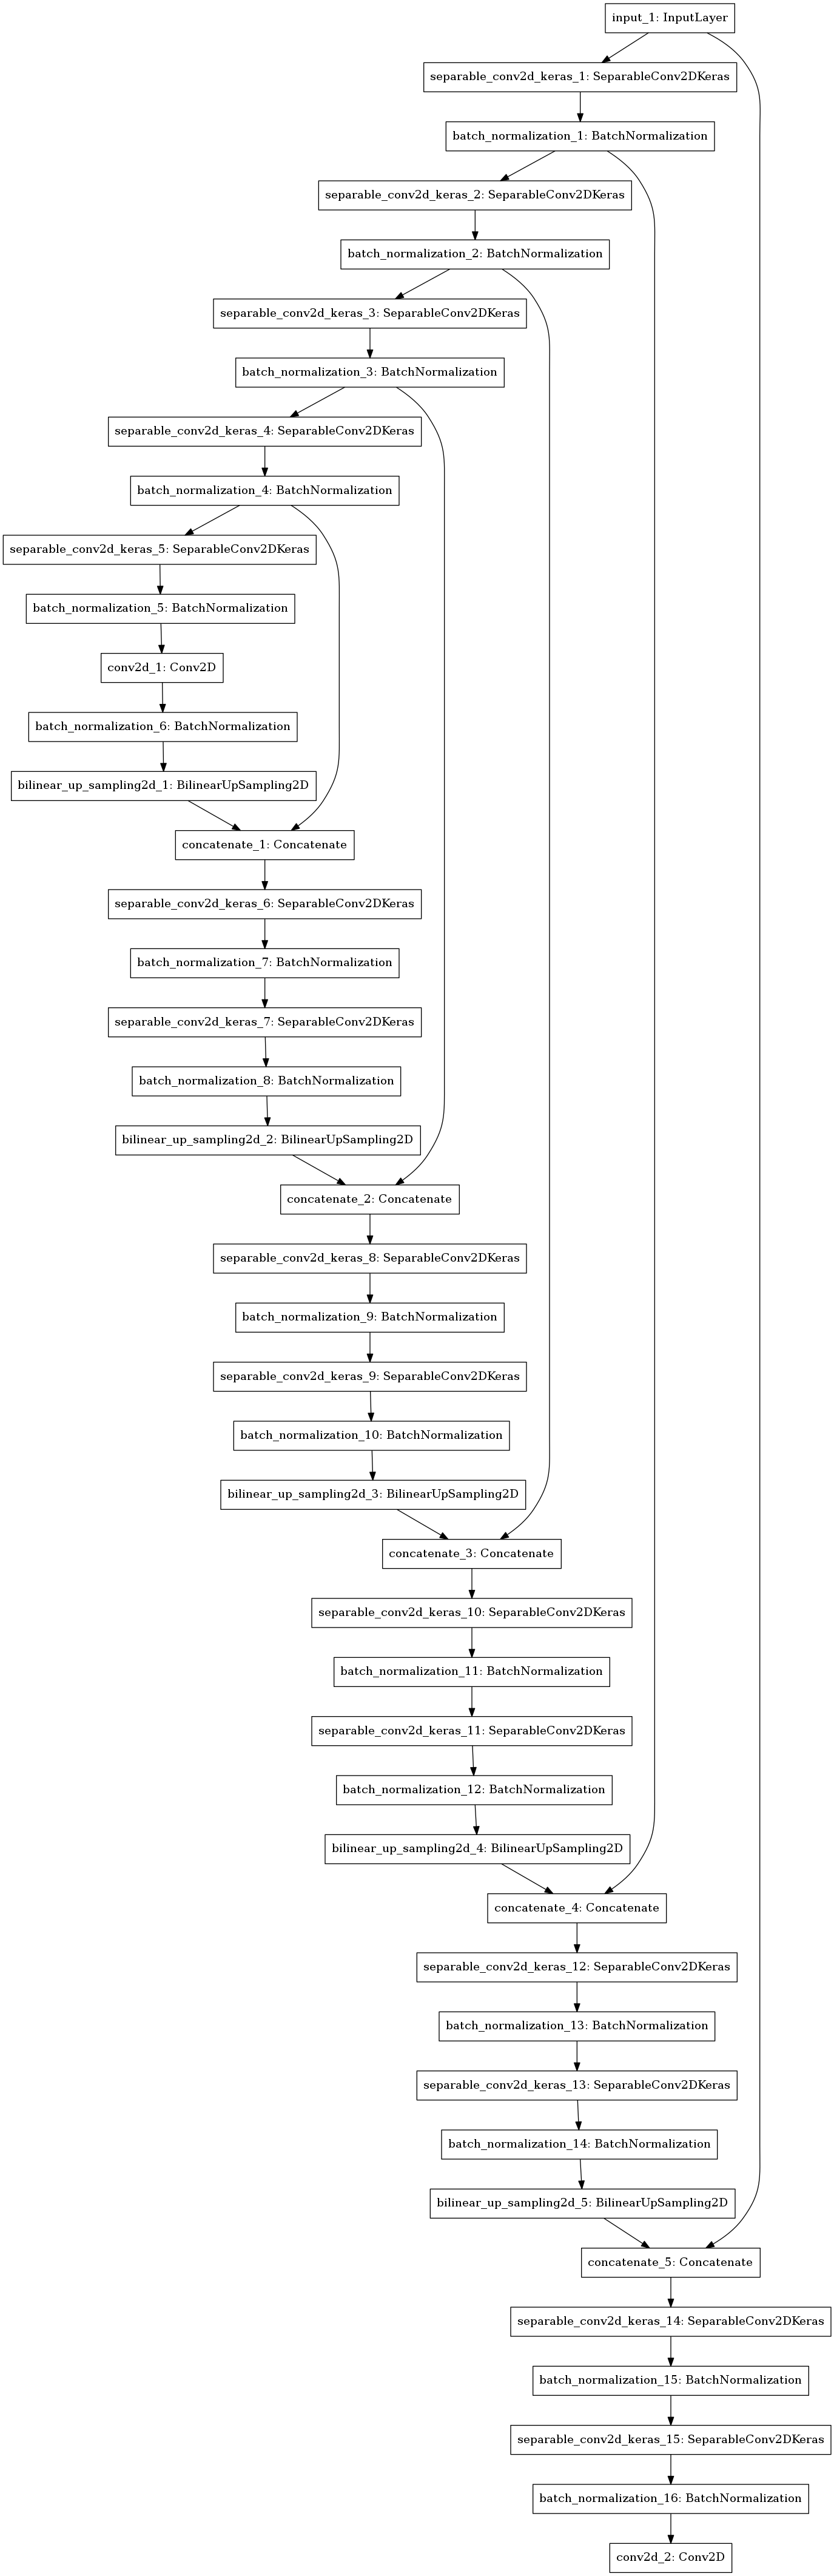 input_1: InputLayer
separable_conv2d_keras_1: SeparableConv2DKeras
batch_normalization_1: BatchNormalization
separable_conv2d_keras_2: SeparableConv2DKeras
batch_normalization_2: BatchNormalization
separable_conv2d_keras_3: SeparableConv2DKeras
batch_normalization_3: BatchNormalization
separable_conv2d_keras_4: SeparableConv2DKeras
batch_normalization_4: BatchNormalization
separable_conv2d_keras_5: SeparableConv2DKeras
batch_normalization_5: BatchNormalization
conv2d_1: Conv2D
batch_normalization_6: BatchNormalization
bilinear_up_sampling2d_1: BilinearUpSampling2D
concatenate_1: Concatenate
separable_conv2d_keras_6: SeparableConv2DKeras
batch_normalization_7: BatchNormalization
separable_conv2d_keras_7: SeparableConv2DKeras
batch_normalization_8: BatchNormalization
bilinear_up_sampling2d_2: BilinearUpSampling2D
concatenate_2: Concatenate
separable_conv2d_keras_8: SeparableConv2DKeras
batch_normalization_9: BatchNormalization
separable_conv2d_keras_9: SeparableConv2DKeras
batch_normalization_10: BatchNormalization
bilinear_up_sampling2d_3: BilinearUpSampling2D
concatenate_3: Concatenate
separable_conv2d_keras_10: SeparableConv2DKeras
batch_normalization_11: BatchNormalization
separable_conv2d_keras_11: SeparableConv2DKeras
batch_normalization_12: BatchNormalization
bilinear_up_sampling2d_4: BilinearUpSampling2D
concatenate_4: Concatenate
separable_conv2d_keras_12: SeparableConv2DKeras
batch_normalization_13: BatchNormalization
separable_conv2d_keras_13: SeparableConv2DKeras
batch_normalization_14: BatchNormalization
bilinear_up_sampling2d_5: BilinearUpSampling2D
concatenate_5: Concatenate
separable_conv2d_keras_14: SeparableConv2DKeras
batch_normalization_15: BatchNormalization
separable_conv2d_keras_15: SeparableConv2DKeras
batch_normalization_16: BatchNormalization
conv2d_2: Conv2D